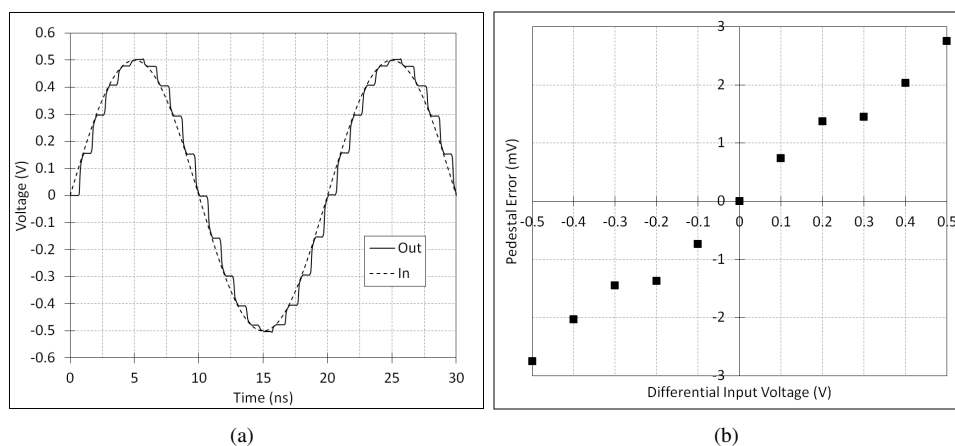 0.6
0.5
0.4
0.3
0.2
0.1
0
-0.1
-0.2
-0.3
-0.4
-0.5
-0.6
Voltage (V)
Out
In
0 5 10 15 20 25 30
Time (ns)
(a)
3
2
1
0
-1
-2
-3
Pedestal Error (mV)
-0.5 -0.4 -0.3 -0.2 -0.1 0 0.1 0.2 0.3 0.4 0.5
Differential Input Voltage (V)
(b)